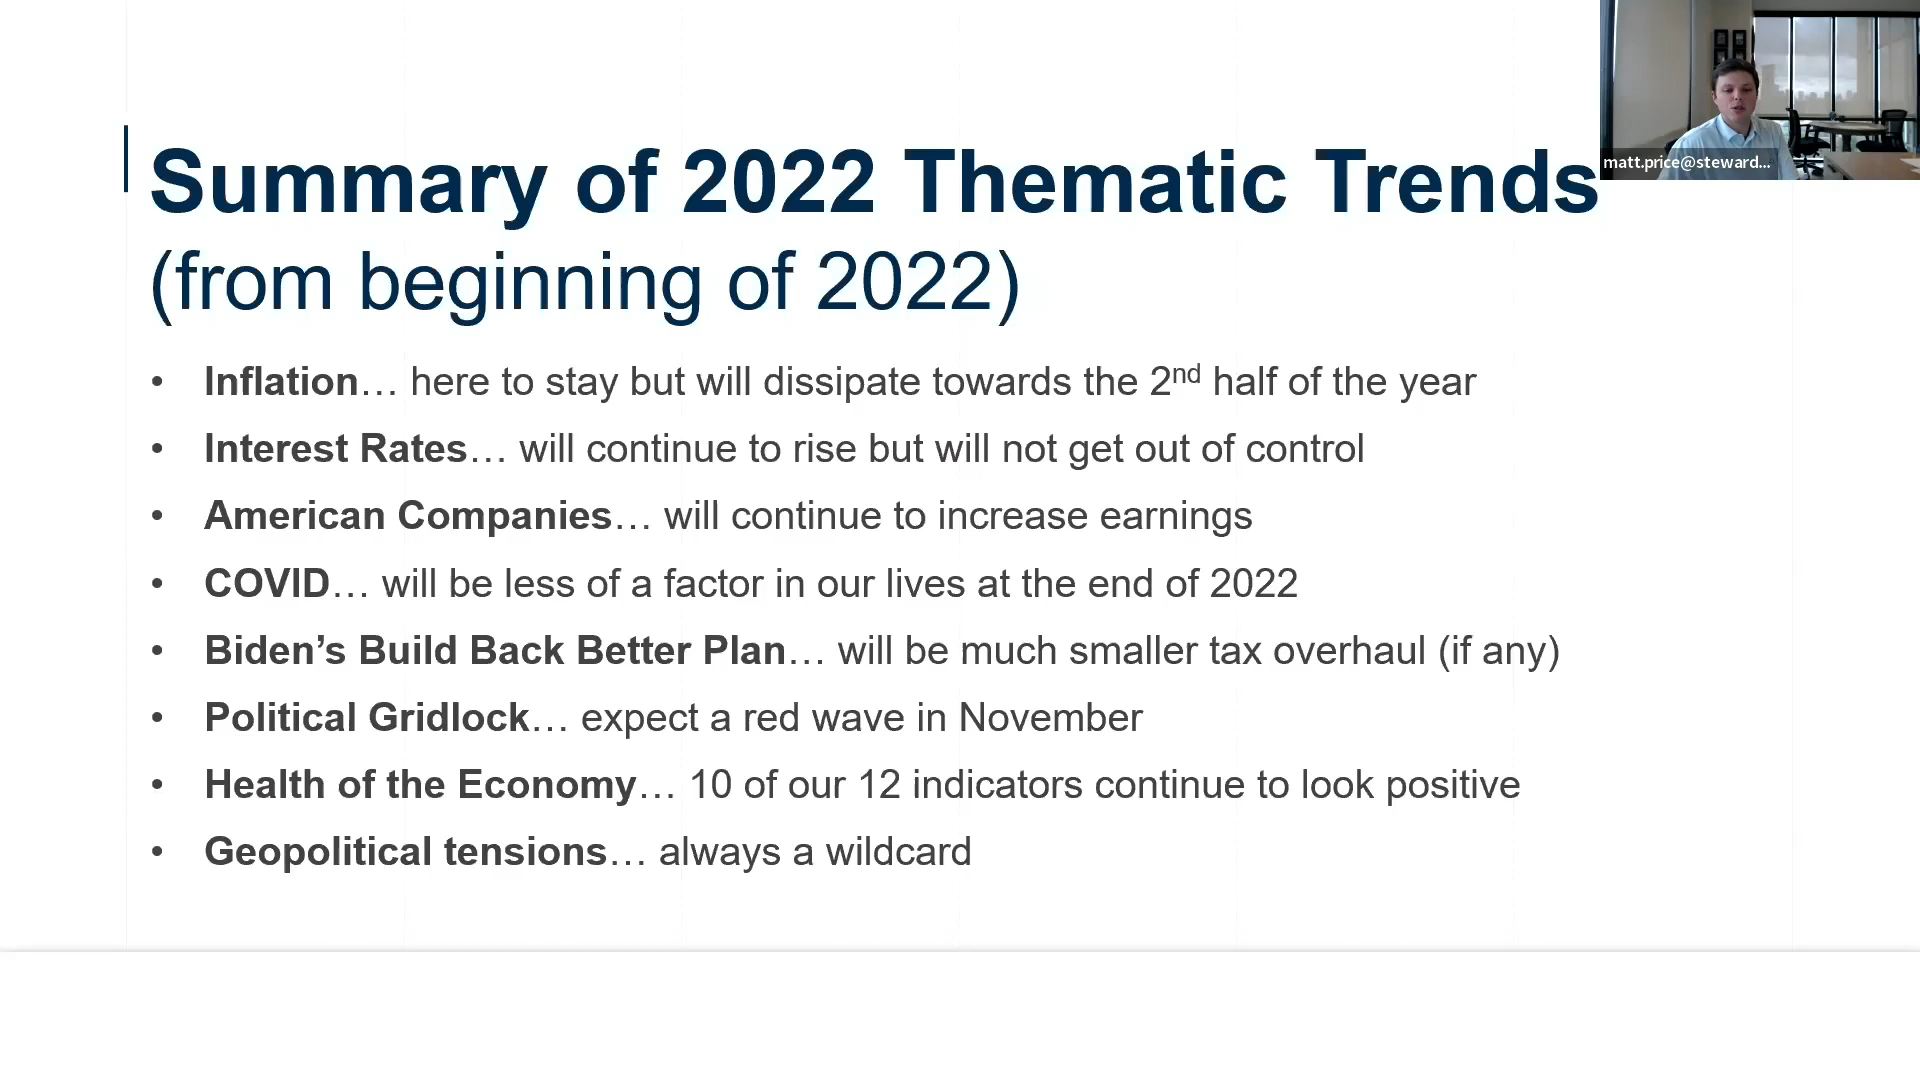 Summary of 2022 Thematic Trends
(from beginning of 2022)
• Inflation… here to stay but will dissipate towards the 2nd half of the year
• Interest Rates… will continue to rise but will not get out of control
• American Companies… will continue to increase earnings
• COVID… will be less of a factor in our lives at the end of 2022
• Biden’s Build Back Better Plan… will be much smaller tax overhaul (if any)
• Political Gridlock… expect a red wave in November
• Health of the Economy… 10 of our 12 indicators continue to look positive
• Geopolitical tensions… always a wildcard
matt.price@steward...